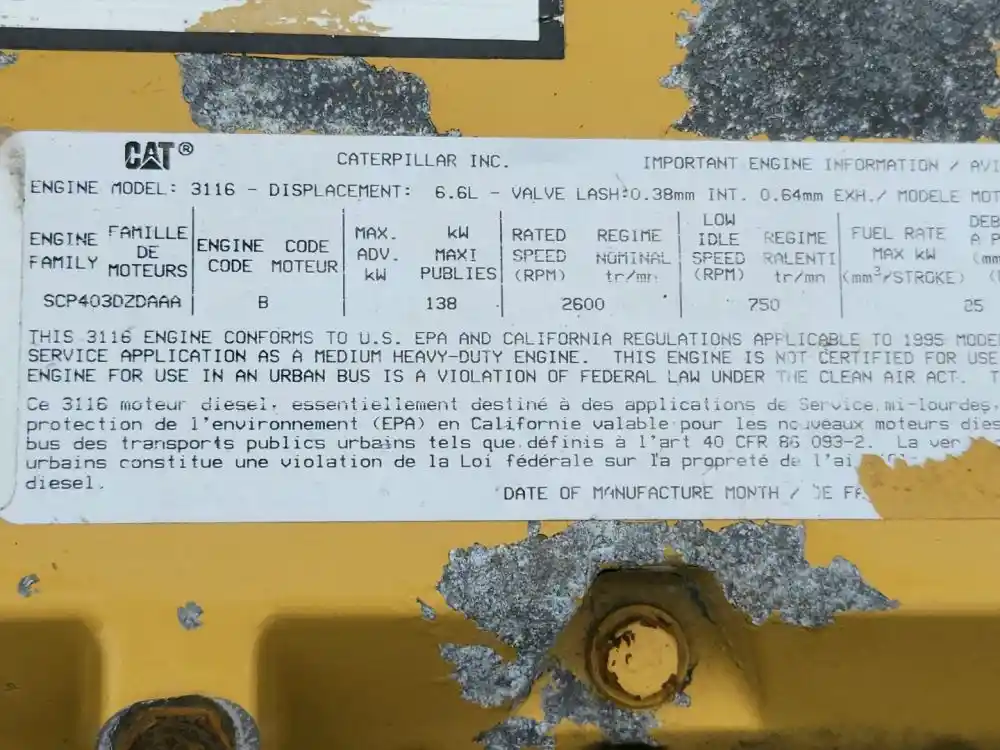 CAT® CATERPILLAR INC. IMPORTANT ENGINE INFORMATION / AVI
ENGINE MODEL: 3116 - DISPLACEMENT: 6.6L - VALVE LASH:0.38mm INT. 0.64mm EXH./ MODELE MOT
ENGINE FAMILY FAMILLE DE MOTEURS ENGINE CODE CODE MOTEUR MAX. ADV. kW kW MAXI PUBLIES RATED SPEED (RPM) REGIME NOMINAL tr/mn LOW IDLE SPEED (RPM) REGIME RALENTI tr/mn FUEL RATE MAX kW (mm³/STROKE) DEB A P (mm
SCP403DZDAAA B 138 2600 750 25
THIS 3116 ENGINE CONFORMS TO U.S. EPA AND CALIFORNIA REGULATIONS APPLICABLE TO 1995 MODE
SERVICE APPLICATION AS A MEDIUM HEAVY-DUTY ENGINE. THIS ENGINE IS NOT CERTIFIED FOR USE
ENGINE FOR USE IN AN URBAN BUS IS A VIOLATION OF FEDERAL LAW UNDER THE CLEAN AIR ACT. T
Ce 3116 moteur diesel, essentiellement destiné à des applications de Service mi-lourdes,
protection de l'environnement (EPA) en Californie valable pour les nouveaux moteurs dies
bus des transports publics urbains tels que définis à l'art 40 CFR 86 093-2. La ver
urbains constitue une violation de la Loi fédérale sur la propreté de l'ai
diesel.
DATE OF MANUFACTURE MONTH / DE FA